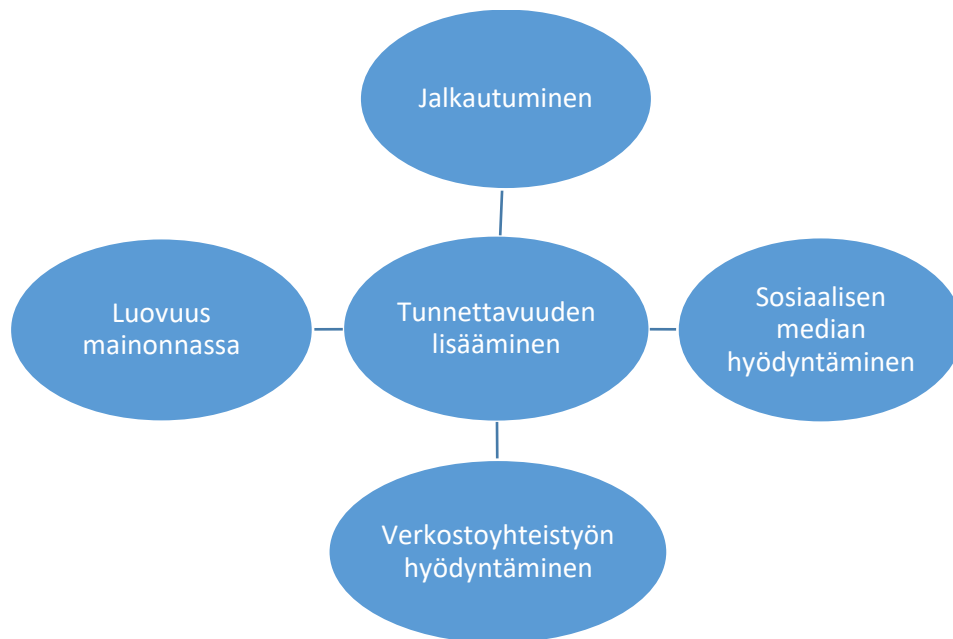 Jalkautuminen
Luovuus
mainonnassa
Tunnettavuuden
lisääminen
Sosiaalisen
median
hyödyntäminen
Verkostoyhteistyön
hyödyntäminen